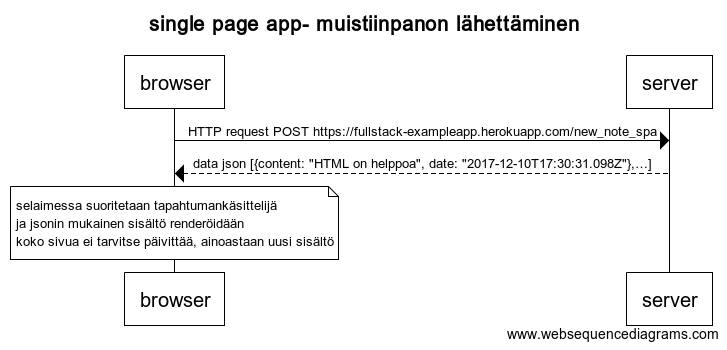 single page app- muistiinpanon lähettäminen
browser
server
HTTP request POST https://fullstack-exampleapp.herokuapp.com/new_note_spa
data json [{content: "HTML on helppoa", date: "2017-12-10T17:30:31.098Z"},...]
selaimessa suoritetaan tapahtumankäsittelijä
ja jsonin mukainen sisältö renderöidään
koko sivua ei tarvitse päivittää, ainoastaan uusi sisältö
browser
server
www.websequencediagrams.com